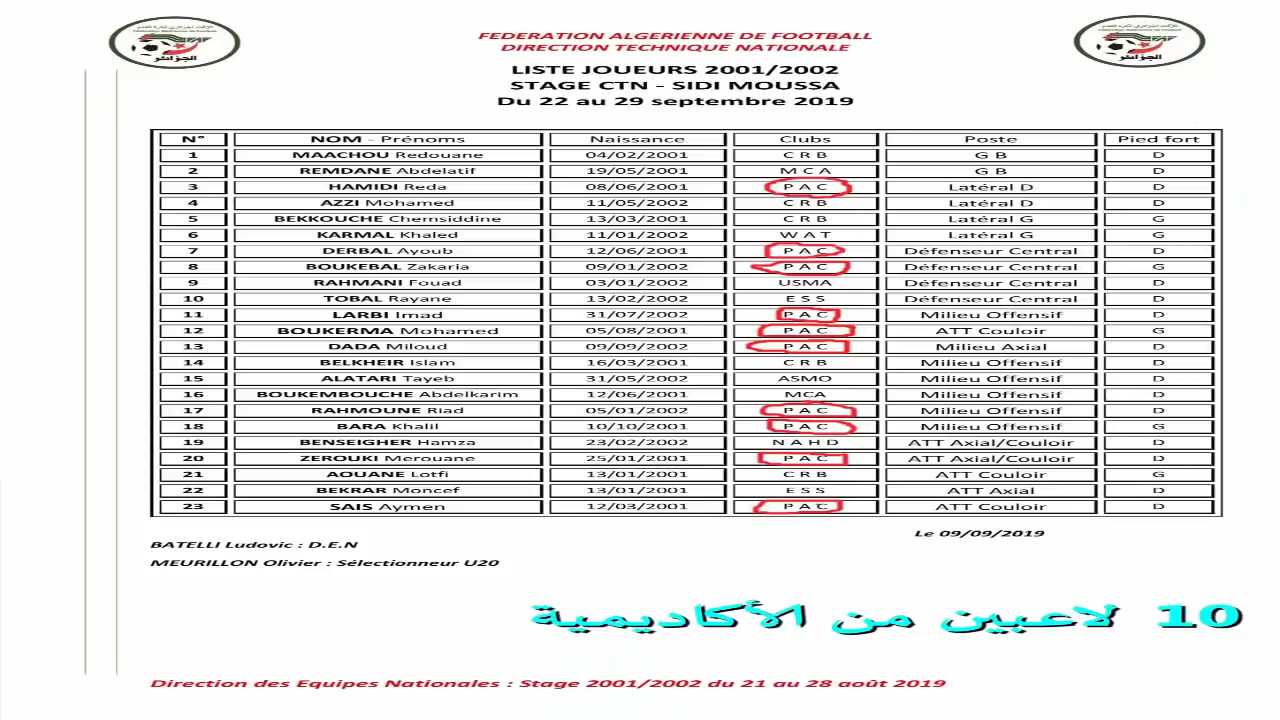 FEDERATION ALGERIENNE DE FOOTBALL
DIRECTION TECHNIQUE NATIONALE
LISTE JOUEURS 2001/2002
STAGE CTN - SIDI MOUSSA
Du 22 au 29 septembre 2019
N° NOM - Prénoms Naissance Clubs Poste Pied fort
1 MAACHOU Redouane 04/02/2001 C R B G B D
2 REMDANE Abdelatif 19/05/2001 M C A G B D
3 HAMIDI Reda 08/06/2001 P A C Latéral D D
4 AZZI Mohamed 11/05/2002 C R B Latéral D D
5 BEKKOUCHE Chemsiddine 13/03/2001 C R B Latéral G G
6 KARMAL Khaled 11/01/2002 W A T Latéral G G
7 DERBAL Ayoub 12/06/2001 P A C Défenseur Central D
8 BOUKEBAL Zakaria 09/01/2002 P A C Défenseur Central G
9 RAHMANI Fouad 03/01/2002 USMA Défenseur Central D
10 TOBAL Rayane 13/02/2002 E S S Défenseur Central D
11 LARBI Imad 31/07/2002 P A C Milieu Offensif D
12 BOUKERMA Mohamed 05/08/2001 P A C ATT Couloir G
13 DADA Miloud 09/09/2002 P A C Milieu Axial D
14 BELKHEIR Islam 16/03/2001 C R B Milieu Offensif D
15 ALATARI Tayeb 31/05/2002 ASMO Milieu Offensif D
16 BOUKEMBOUCHE Abdelkarim 12/06/2001 MCA Milieu Offensif D
17 RAHMOUNE Riad 05/01/2002 P A C Milieu Offensif D
18 BARA Khalil 10/10/2001 P A C Milieu Offensif G
19 BENSEIGHER Hamza 23/02/2002 N A H D ATT Axial/Couloir D
20 ZEROUKI Merouane 25/01/2001 P A C ATT Axial/Couloir D
21 AOUANE Lotfi 13/01/2001 C R B ATT Couloir G
22 BEKRAR Moncef 13/01/2001 E S S ATT Axial D
23 SAIS Aymen 12/03/2001 P A C ATT Couloir D
Le 09/09/2019
BATELLI Ludovic : D.E.N
MEURILLON Olivier : Sélectionneur U20
10 لاعبين من الأكاديمية
Direction des Equipes Nationales : Stage 2001/2002 du 21 au 28 août 2019